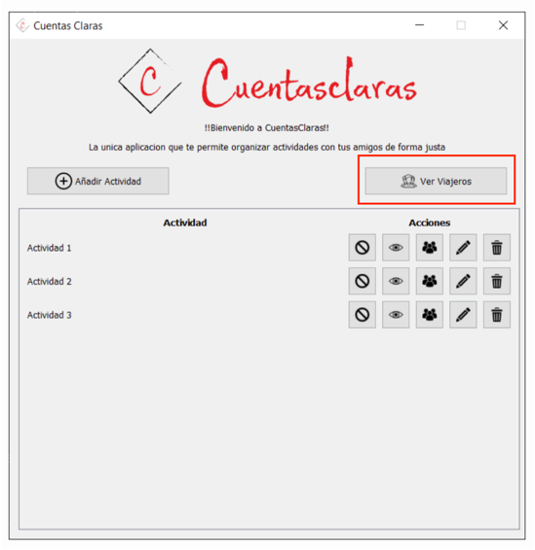 Cuentas Claras
C Cuentasclaras
!!Bienvenido a CuentasClaras!!
La unica aplicacion que te permite organizar actividades con tus amigos de forma justa
Añadir Actividad
Ver Viajeros
Actividad Acciones
Actividad 1
Actividad 2
Actividad 3